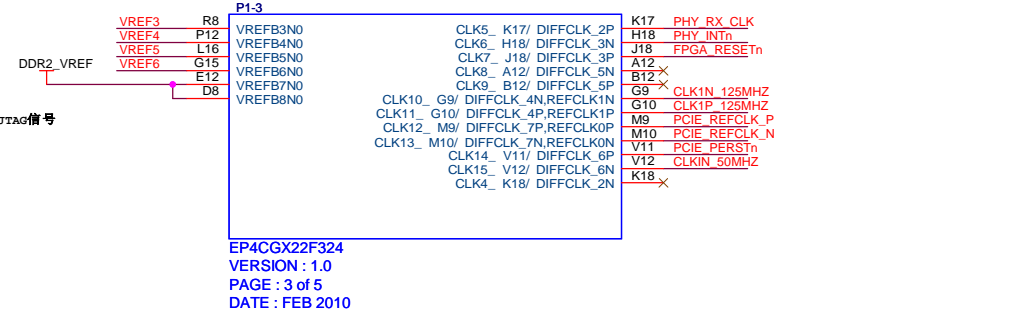 P1-3
VREF3 R8 VREFB3N0
VREF4 P12 VREFB4N0
VREF5 L16 VREFB5N0
VREF6 G15 VREFB6N0
DDR2_VREF E12 VREFB7N0
D8 VREFB8N0
JTAG信号
CLK5_ K17/ DIFFCLK_2P K17 PHY_RX_CLK
CLK6_ H18/ DIFFCLK_3N H18 PHY_INTn
CLK7_ J18/ DIFFCLK_3P J18 FPGA_RESETn
CLK8_ A12/ DIFFCLK_5N A12
CLK9_ B12/ DIFFCLK_5P B12
CLK10_ G9/ DIFFCLK_4N,REFCLK1N G9 CLK1N_125MHZ
CLK11_ G10/ DIFFCLK_4P,REFCLK1P G10 CLK1P_125MHZ
CLK12_ M9/ DIFFCLK_7P,REFCLK0P M9 PCIE_REFCLK_P
CLK13_ M10/ DIFFCLK_7N,REFCLK0N M10 PCIE_REFCLK_N
CLK14_ V11/ DIFFCLK_6P V11 PCIE_PERSTn
CLK15_ V12/ DIFFCLK_6N V12 CLKIN_50MHZ
CLK4_ K18/ DIFFCLK_2N K18
EP4CGX22F324
VERSION : 1.0
PAGE : 3 of 5
DATE : FEB 2010